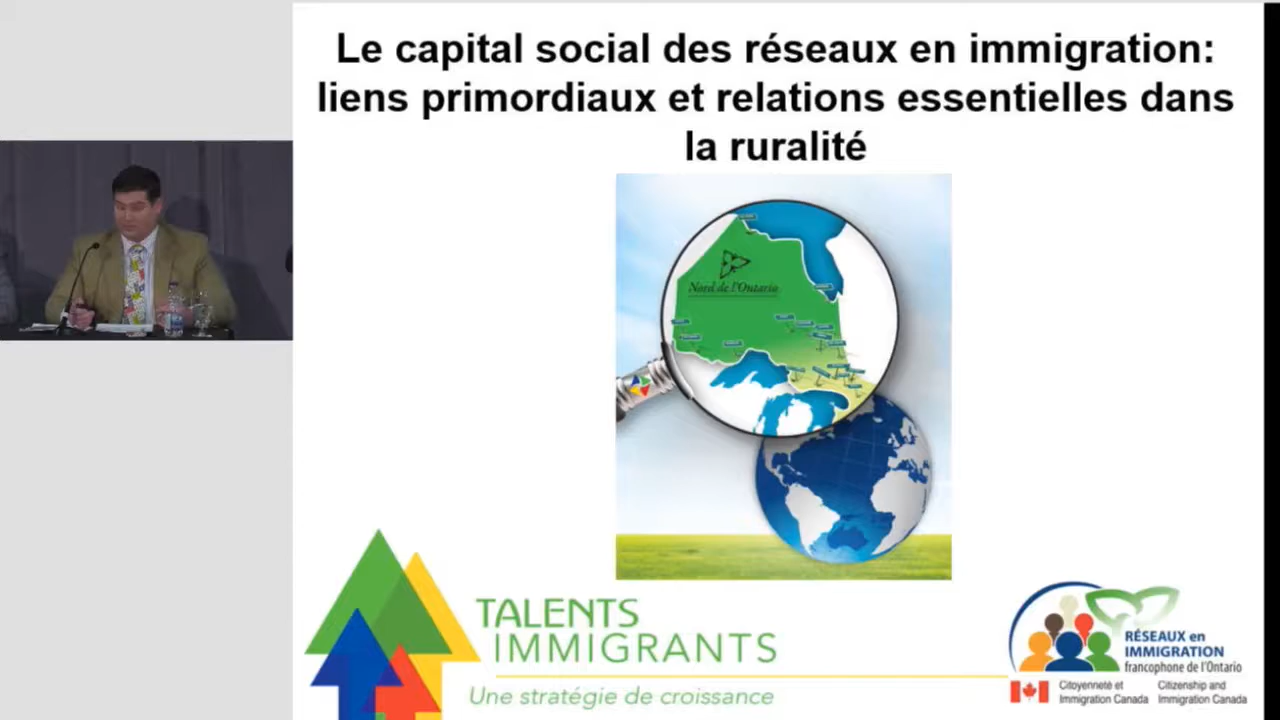 Le capital social des réseaux en immigration:
liens primordiaux et relations essentielles dans
la ruralité
Nord de l'Ontario
TALENTS
IMMIGRANTS
Une stratégie de croissance
RÉSEAUX en
IMMIGRATION
francophone de l'Ontario
Citoyenneté et
Immigration Canada
Citizenship and
Immigration Canada